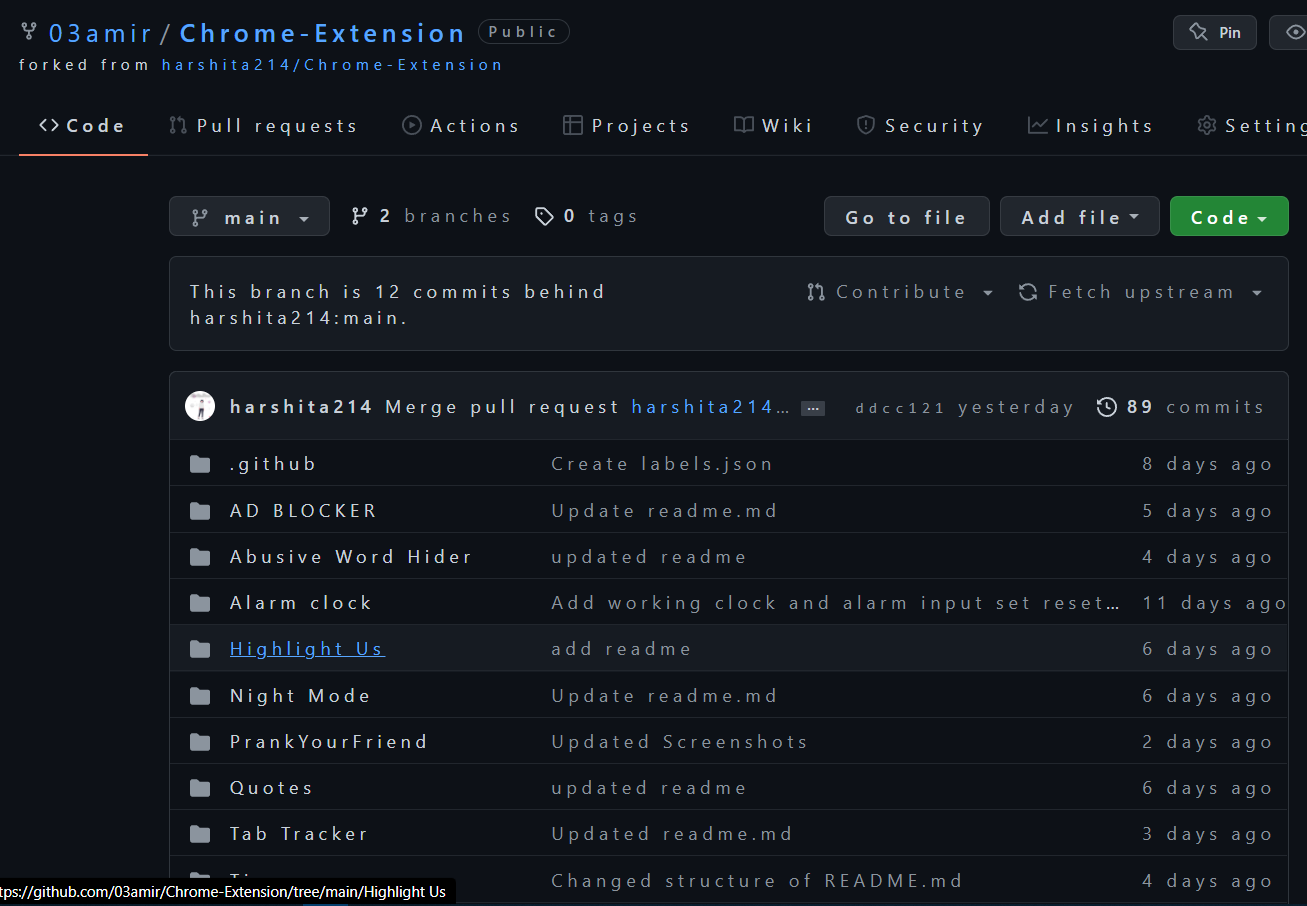 03amir / Chrome-Extension Public
Pin
forked from harshita214/Chrome-Extension
Code Pull requests Actions Projects Wiki Security Insights Setting
main 2 branches 0 tags Go to file Add file Code
This branch is 12 commits behind
harshita214:main.
Contribute Fetch upstream
harshita214 Merge pull request harshita214… ... ddcc121 yesterday 89 commits
.github Create labels.json 8 days ago
AD BLOCKER Update readme.md 5 days ago
Abusive Word Hider updated readme 4 days ago
Alarm clock Add working clock and alarm input set reset… 11 days ago
Highlight Us add readme 6 days ago
Night Mode Update readme.md 6 days ago
PrankYourFriend Updated Screenshots 2 days ago
Quotes updated readme 6 days ago
Tab Tracker Updated readme.md 3 days ago
Changed structure of README.md 4 days ago
tps://github.com/03amir/Chrome-Extension/tree/main/Highlight Us